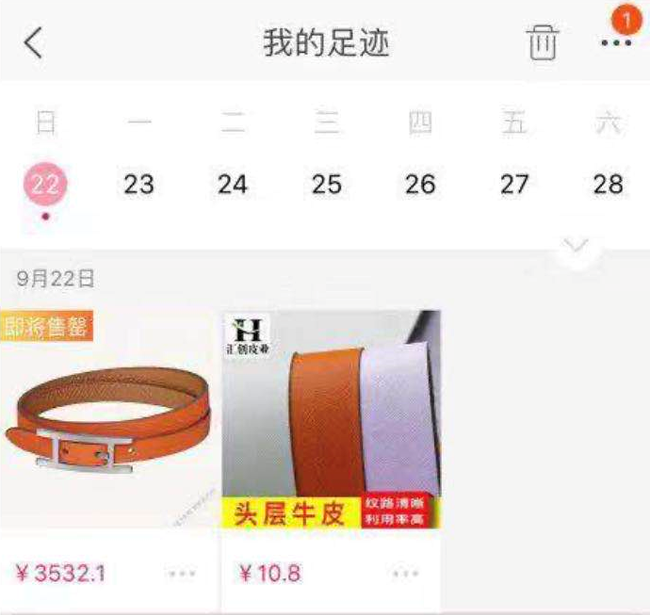 我的足迹
1
日 一 二 三 四 五 六
22 23 24 25 26 27 28
9月22日
即将售罄
H
汇创皮业
头层牛皮
纹路清晰
利用率高
¥3532.1
¥10.8